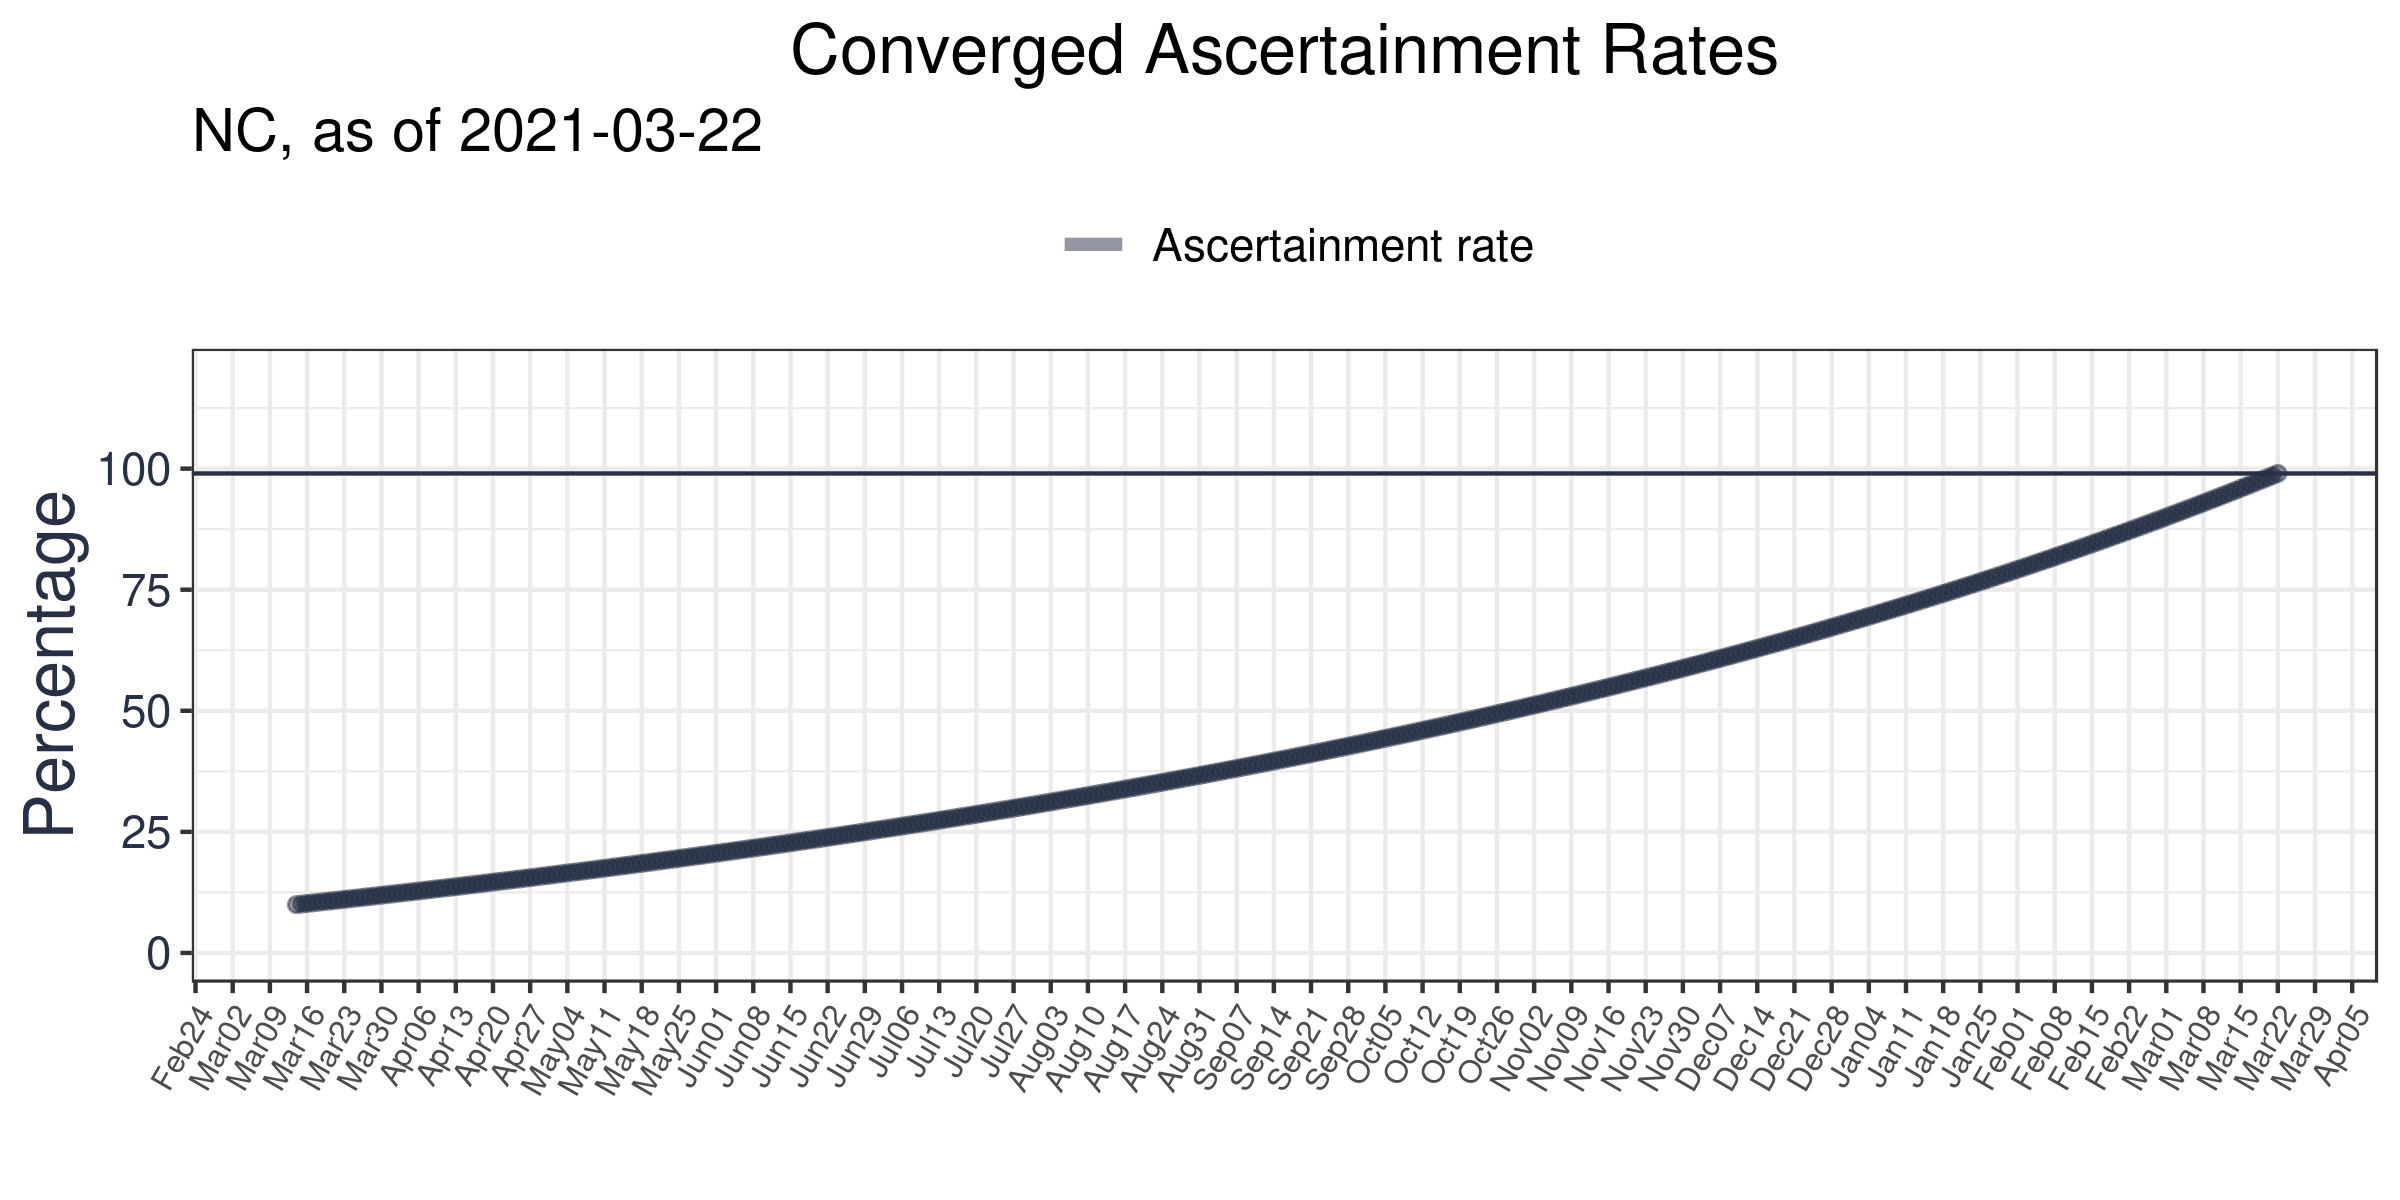 Converged Ascertainment Rates
NC, as of 2021-03-22
Ascertainment rate
Percentage
100
75
50
25
0
Feb24 Mar02 Mar09 Mar16 Mar23 Mar30 Apr06 Apr13 Apr20 Apr27 May04 May11 May18 May25 Jun01 Jun08 Jun15 Jun22 Jun29 Jul06 Jul13 Jul20 Jul27 Aug03 Aug10 Aug17 Aug24 Aug31 Sep07 Sep14 Sep21 Sep28 Oct05 Oct12 Oct19 Oct26 Nov02 Nov09 Nov16 Nov23 Nov30 Dec07 Dec14 Dec21 Dec28 Jan04 Jan11 Jan18 Jan25 Feb01 Feb08 Feb15 Feb22 Mar01 Mar08 Mar15 Mar22 Mar29 Apr05